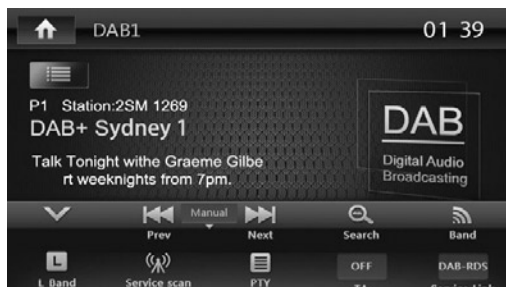 DAB1
01 39
P1 Station:2SM 1269
DAB+ Sydney 1
Talk Tonight withe Graeme Gilbe
rt weeknights from 7pm.
DAB
Digital Audio
Broadcasting
Manual
Prev
Next
Search
Band
L
L Band
Service scan
PTY
OFF
DAB-RDS